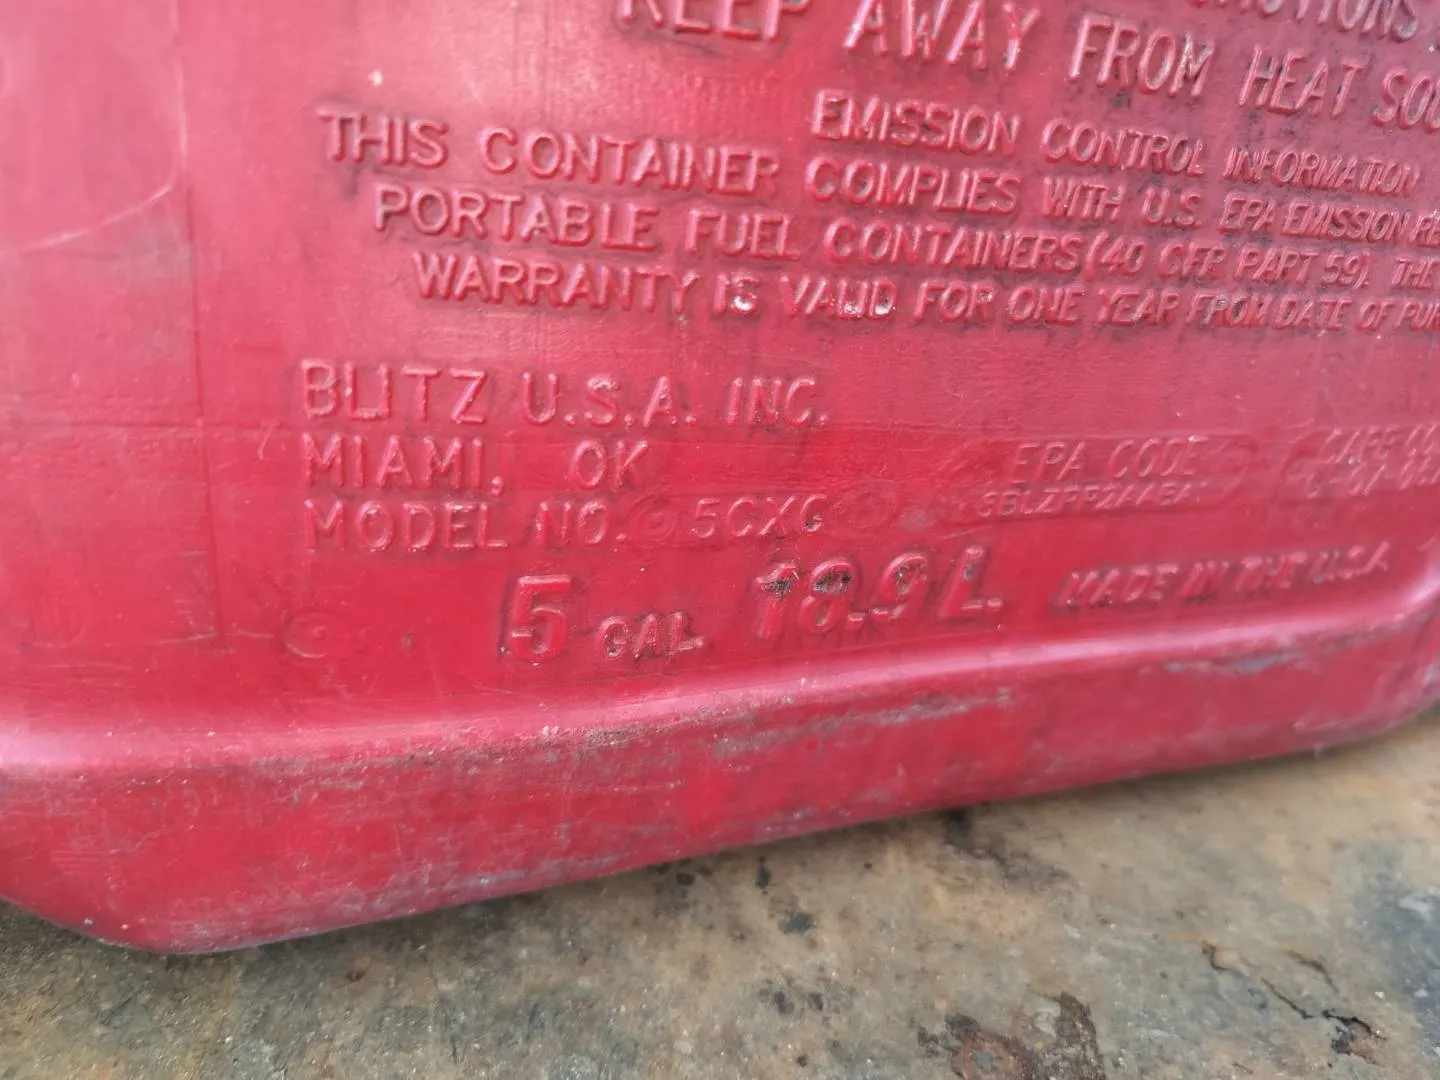 KEEP AWAY FROM HEAT
EMISSION CONTROL INFORMATION
THIS CONTAINER COMPLIES WITH U.S. EPA EMISSION
PORTABLE FUEL CONTAINERS (40 CFR PART 59). THE
WARRANTY IS VALID FOR ONE YEAR FROM DATE OF
BLITZ U.S.A. INC.
MIAMI, OK
EPA CODE
MODEL NO. 5CXG
5 GAL 18.9 L. MADE IN THE U.S.A